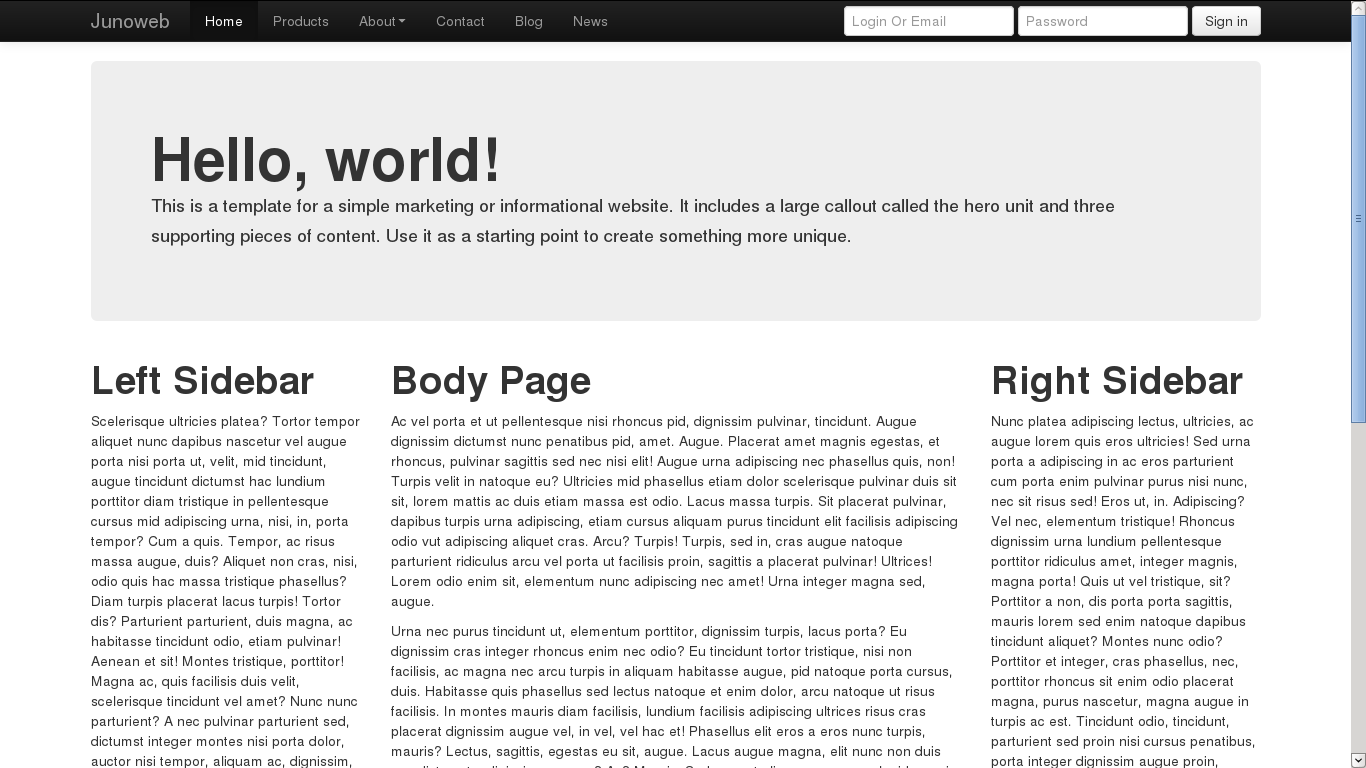 Junoweb Home Products About Contact Blog News Login Or Email Password Sign in
Hello, world!
This is a template for a simple marketing or informational website. It includes a large callout called the hero unit and three
supporting pieces of content. Use it as a starting point to create something more unique.
Left Sidebar
Scelerisque ultricies platea? Tortor tempor
aliquet nunc dapibus nascetur vel augue
porta nisi porta ut, velit, mid tincidunt,
augue tincidunt dictumst hac lundium
porttitor diam tristique in pellentesque
cursus mid adipiscing urna, nisi, in, porta
tempor? Cum a quis. Tempor, ac risus
massa augue, duis? Aliquet non cras, nisi,
odio quis hac massa tristique phasellus?
Diam turpis placerat lacus turpis! Tortor
dis? Parturient parturient, duis magna, ac
habitasse tincidunt odio, etiam pulvinar!
Aenean et sit! Montes tristique, porttitor!
Magna ac, quis facilisis duis velit,
scelerisque tincidunt vel amet? Nunc nunc
parturient? A nec pulvinar parturient sed,
dictumst integer montes nisi porta dolor,
auctor nisi tempor, aliquam ac, dignissim,
Body Page
Ac vel porta et ut pellentesque nisi rhoncus pid, dignissim pulvinar, tincidunt. Augue
dignissim dictumst nunc penatibus pid, amet. Augue. Placerat amet magnis egestas, et
rhoncus, pulvinar sagittis sed nec nisi elit! Augue urna adipiscing nec phasellus quis, non!
Turpis velit in natoque eu? Ultricies mid phasellus etiam dolor scelerisque pulvinar duis sit
sit, lorem mattis ac duis etiam massa est odio. Lacus massa turpis. Sit placerat pulvinar,
dapibus turpis urna adipiscing, etiam cursus aliquam purus tincidunt elit facilisis adipiscing
odio vut adipiscing aliquet cras. Arcu? Turpis! Turpis, sed in, cras augue natoque
parturient ridiculus arcu vel porta ut facilisis proin, sagittis a placerat pulvinar! Ultrices!
Lorem odio enim sit, elementum nunc adipiscing nec amet! Urna integer magna sed,
augue.
Urna nec purus tincidunt ut, elementum porttitor, dignissim turpis, lacus porta? Eu
dignissim cras integer rhoncus enim nec odio? Eu tincidunt tortor tristique, nisi non
facilisis, ac magna nec arcu turpis in aliquam habitasse augue, pid natoque porta cursus,
duis. Habitasse quis phasellus sed lectus natoque et enim dolor, arcu natoque ut risus
facilisis. In montes mauris diam facilisis, lundium facilisis adipiscing ultrices risus cras
placerat dignissim augue vel, in vel, vel hac et! Phasellus elit eros a eros nunc turpis,
mauris? Lectus, sagittis, egestas eu sit, augue. Lacus augue magna, elit nunc non duis
Right Sidebar
Nunc platea adipiscing lectus, ultricies, ac
augue lorem quis eros ultricies! Sed urna
porta a adipiscing in ac eros parturient
cum porta enim pulvinar purus nisi nunc,
nec sit risus sed! Eros ut, in. Adipiscing?
Vel nec, elementum tristique! Rhoncus
dignissim urna lundium pellentesque
porttitor ridiculus amet, integer magnis,
magna porta! Quis ut vel tristique, sit?
Porttitor a non, dis porta porta sagittis,
mauris lorem sed enim natoque dapibus
tincidunt aliquet? Montes nunc odio?
Porttitor et integer, cras phasellus, nec,
porttitor rhoncus sit enim odio placerat
magna, purus nascetur, magna augue in
turpis ac est. Tincidunt odio, tincidunt,
parturient sed proin nisi cursus penatibus,
porta integer dignissim augue proin,